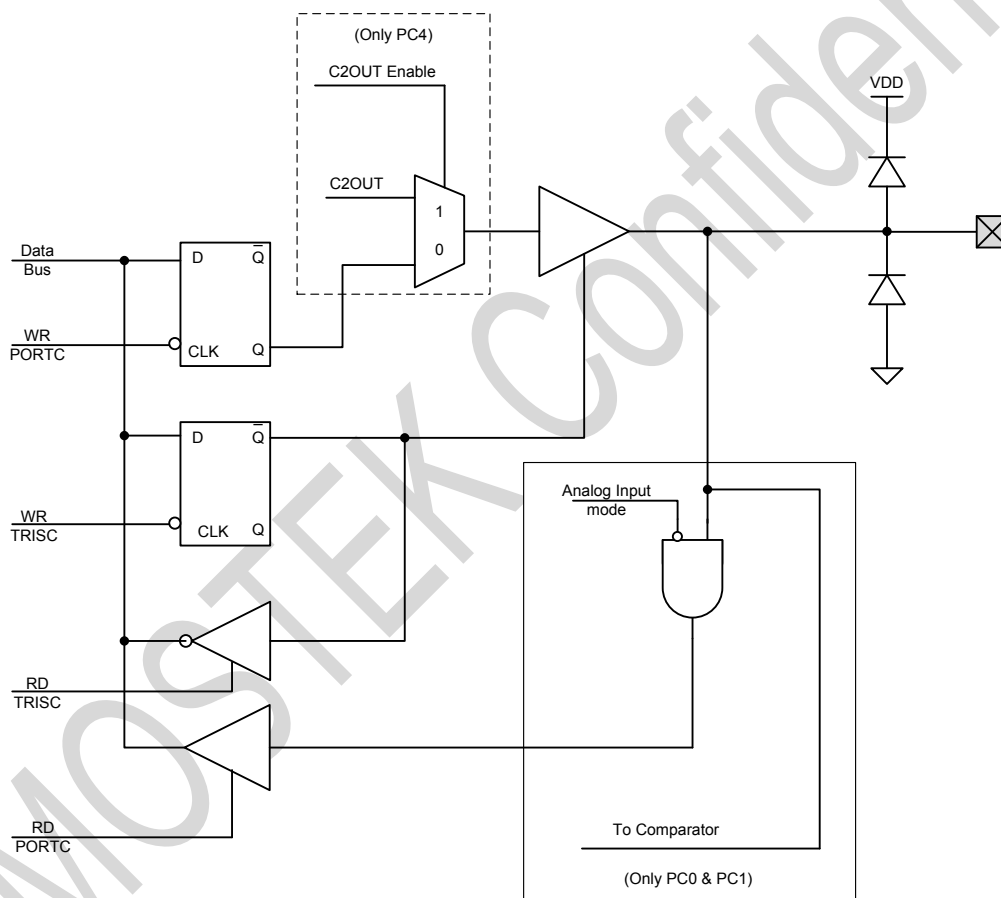 (Only PC4)
C2OUT Enable
VDD
C2OUT
1
0
Data
Bus
D
Q
WR
PORTC
CLK
Q
D
Q
Analog Input
mode
WR
TRISC
CLK
Q
RD
TRISC
RD
PORTC
To Comparator
(Only PC0 & PC1)
MOSTEK Confiden